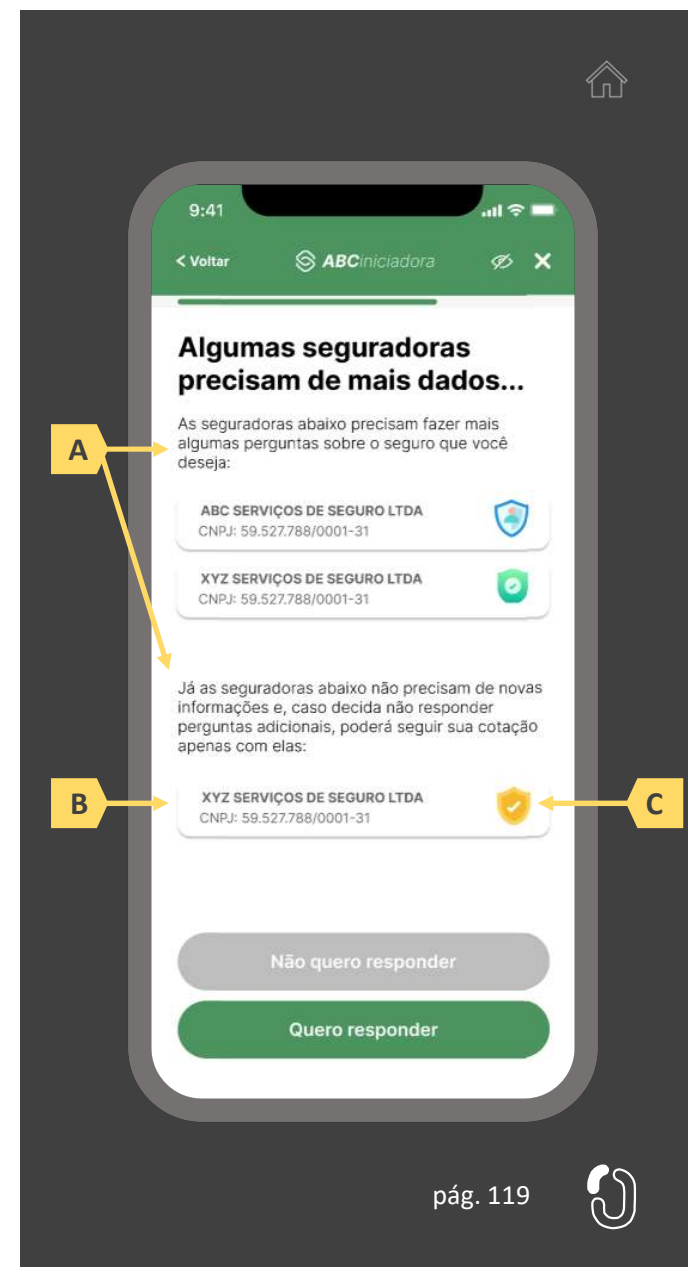 9:41
< Voltar
ABCiniciadora
Algumas seguradoras
precisam de mais dados...
As seguradoras abaixo precisam fazer mais
algumas perguntas sobre o seguro que você
deseja:
A
ABC SERVIÇOS DE SEGURO LTDA
CNPJ: 59.527.788/0001-31
XYZ SERVIÇOS DE SEGURO LTDA
CNPJ: 59.527.788/0001-31
Já as seguradoras abaixo não precisam de novas
informações e, caso decida não responder
perguntas adicionais, poderá seguir sua cotação
apenas com elas:
B
XYZ SERVIÇOS DE SEGURO LTDA
CNPJ: 59.527.788/0001-31
C
Não quero responder
Quero responder
pág. 119